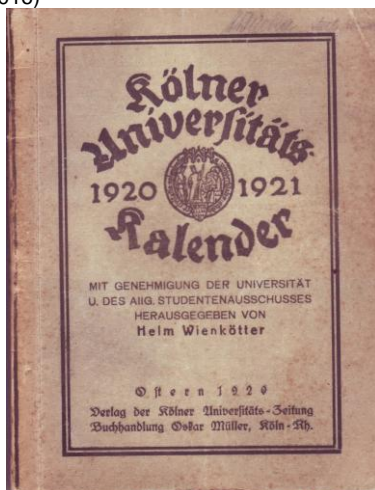 Kölner
Universitäts-
1920 1921
Kalender
MIT GENEHMIGUNG DER UNIVERSITÄT
U. DES Allg. STUDENTENAUSSCHUSSES
HERAUSGEGEBEN VON
Helm Wienkötter
Ostern 1920
Verlag der Kölner Universitäts-Zeitung
Buchhandlung Oskar Müller, Köln-Rh.